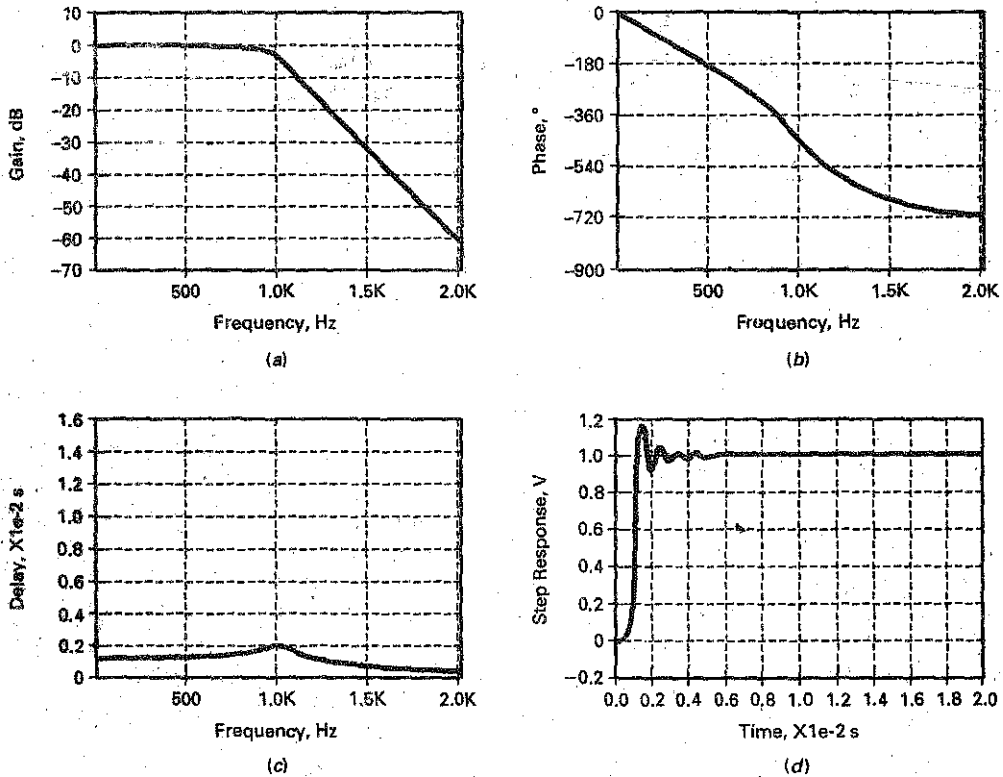 10
0
−10
−20
−30
−40
−50
−60
−70
Gain, dB
500 1.0K 1.5K 2.0K
Frequency, Hz
(a)
0
−180
−360
−540
−720
−900
Phase, °
500 1.0K 1.5K 2.0K
Frequency, Hz
(b)
1.6
1.4
1.2
1.0
0.8
0.6
0.4
0.2
0
Delay, X1e-2 s
500 1.0K 1.5K 2.0K
Frequency, Hz
(c)
1.2
1.0
0.8
0.6
0.4
0.2
0
−0.2
Step Response, V
0.0 0.2 0.4 0.6 0.8 1.0 1.2 1.4 1.6 1.8 2.0
Time, X1e-2 s
(d)